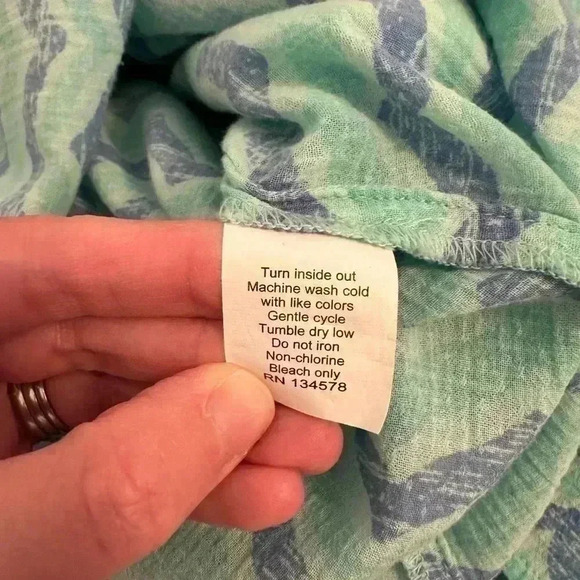 Turn inside out
Machine wash cold
with like colors
Gentle cycle
Tumble dry low
Do not iron
Non-chlorine
Bleach only
RN 134578